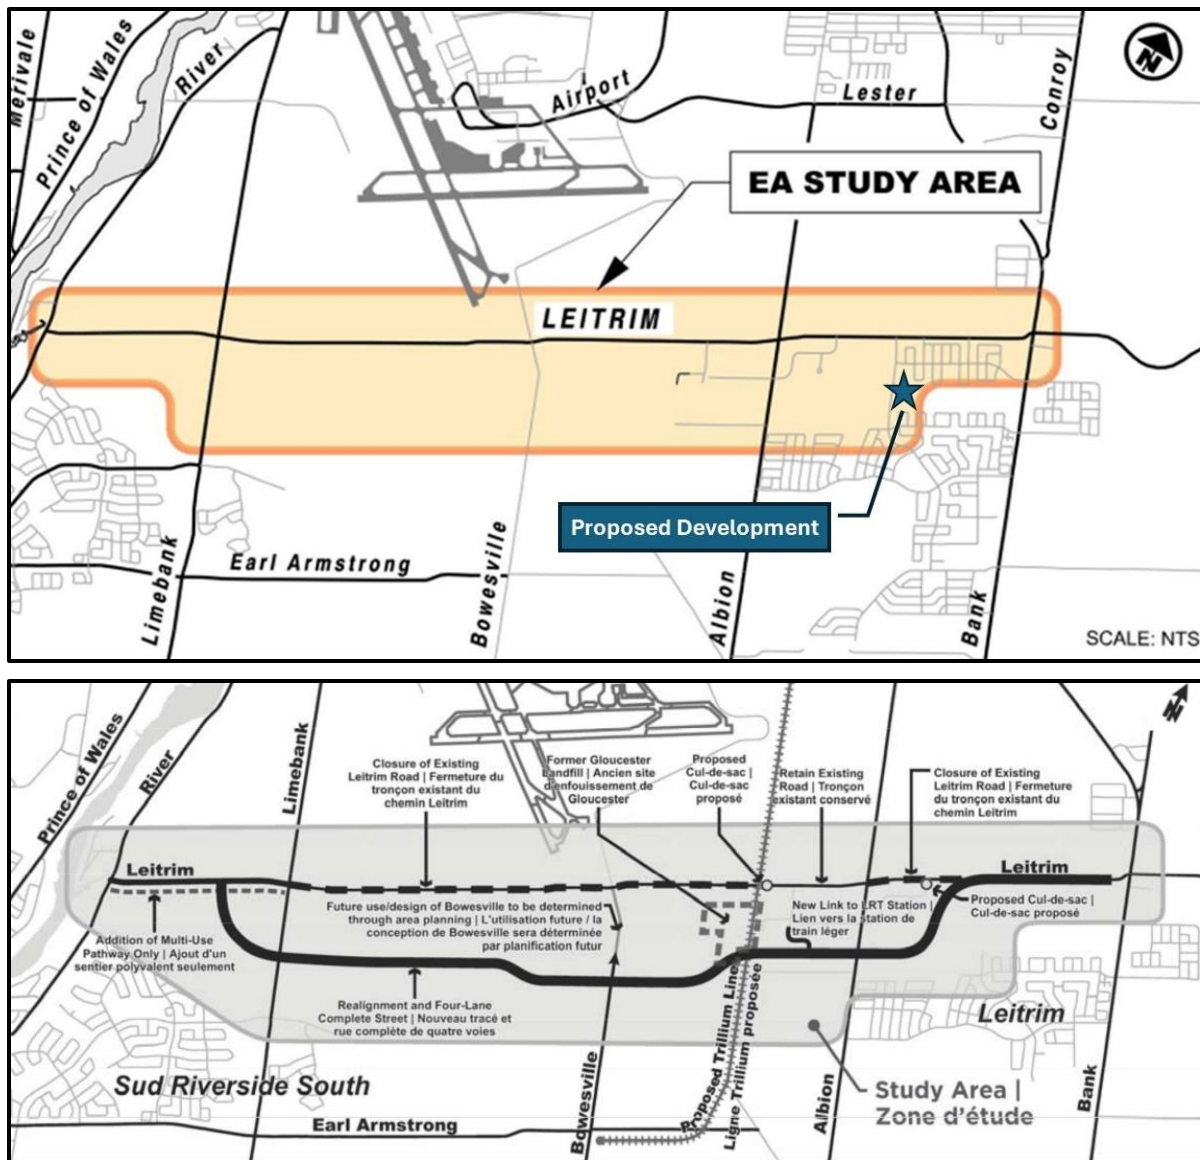 Merivale
Prince of Wales
River
Airport
Lester
Conroy
N
EA STUDY AREA
LEITRIM
Proposed Development
Limebank
Earl Armstrong
Bowesville
Albion
Bank
SCALE: NTS
Prince of Wales
River
Limebank
N
Closure of Existing
Leitrim Road | Fermeture du
tronçon existant du
chemin Leitrim
Former Gloucester
Landfill | Ancien site
d'enfouissement de
Gloucester
Proposed
Cul-de-sac |
Cul-de-sac
proposé
Retain Existing
Road | Tronçon
existant conservé
Closure of Existing
Leitrim Road | Fermeture
du tronçon existant du
chemin Leitrim
Leitrim
Leitrim
Future use/design of Bowesville to be determined
through area planning | L'utilisation future / la
conception de Bowesville sera déterminée
par planification futur
New Link to LRT Station |
Lien vers la station de
train léger
Proposed Cul-de-sac |
Cul-de-sac proposé
Addition of Multi-Use
Pathway Only | Ajout d'un
sentier polyvalent seulement
Realignment and Four-Lane
Complete Street | Nouveau tracé et
rue complète de quatre voies
Proposed Trillium Line
Ligne Trillium proposée
Leitrim
Sud Riverside South
Bowesville
Albion
Study Area |
Zone d'étude
Bank
Earl Armstrong